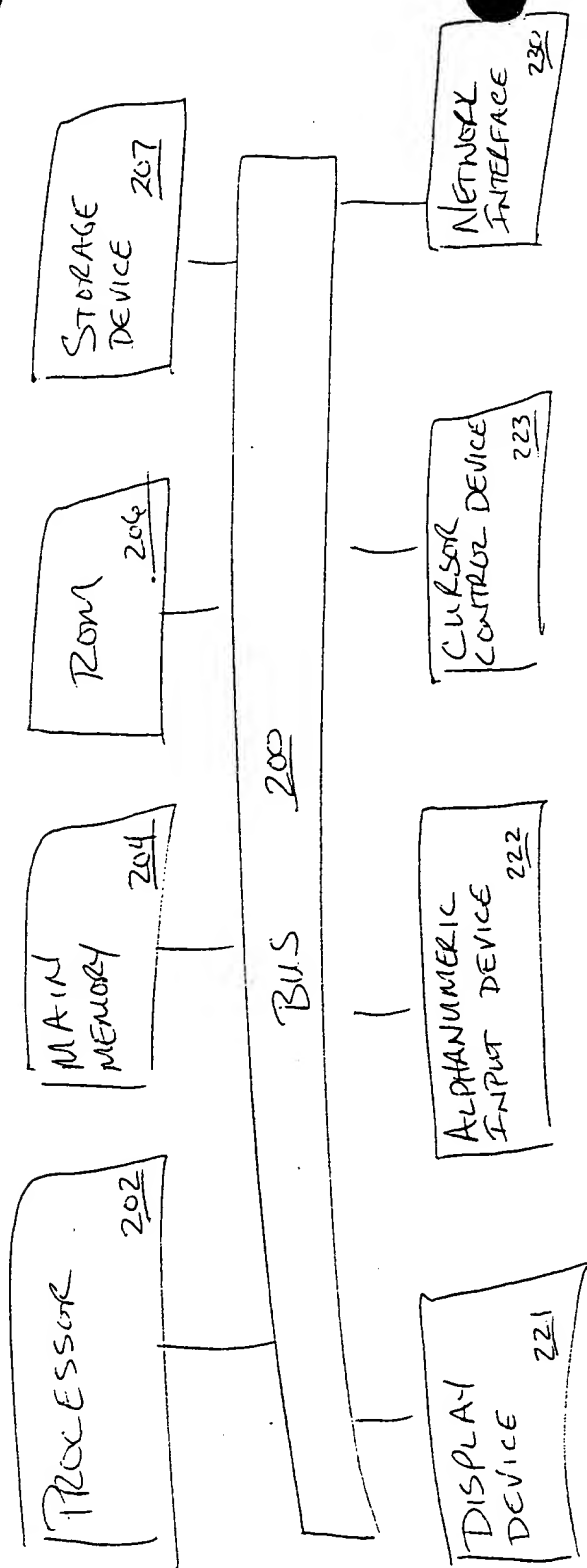 PROCESSOR
202
MAIN
MEMORY
204
ROM
206
STORAGE
DEVICE
207
BUS 200
DISPLAY
DEVICE
221
ALPHANUMERIC
INPUT DEVICE
222
CURSOR
CONTROL DEVICE
223
NETWORK
INTERFACE
230